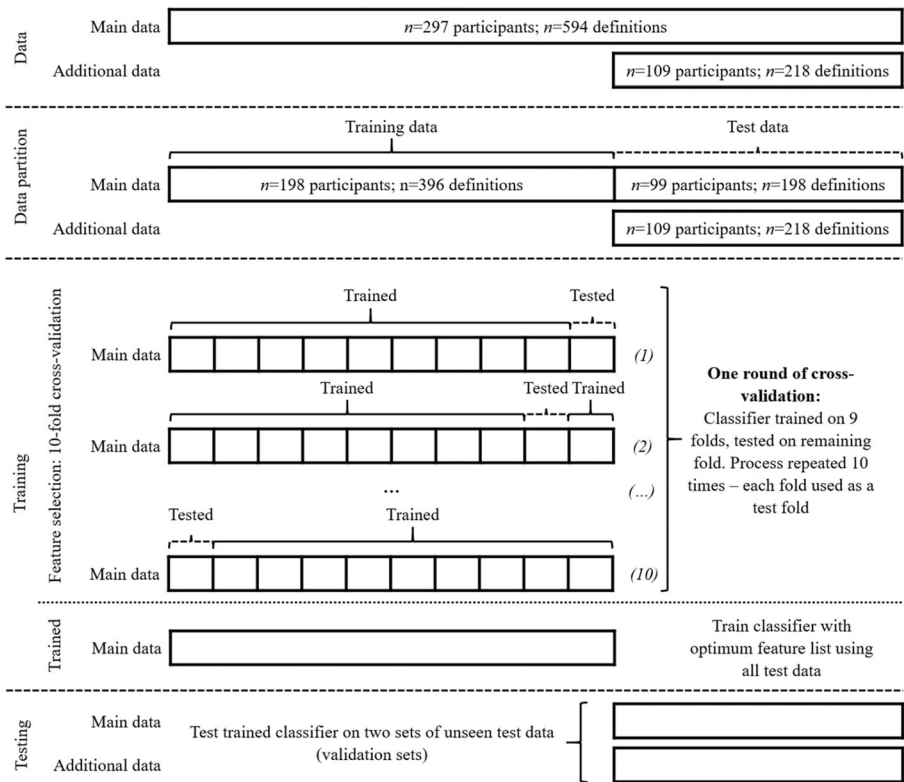 Data
Main data
n=297 participants; n=594 definitions
Additional data
n=109 participants; n=218 definitions
Data partition
Training data
Test data
Main data
n=198 participants; n=396 definitions
n=99 participants; n=198 definitions
Additional data
n=109 participants; n=218 definitions
Training
Feature selection: 10-fold cross-validation
Trained
Tested
Main data
(1)
Trained
Tested
Trained
Main data
(2)
...
(...)
Tested
Trained
Main data
(10)
One round of cross-
validation:
Classifier trained on 9
folds, tested on remaining
fold. Process repeated 10
times – each fold used as a
test fold
Trained
Main data
Train classifier with
optimum feature list using
all test data
Testing
Main data
Test trained classifier on two sets of unseen test data
(validation sets)
Additional data